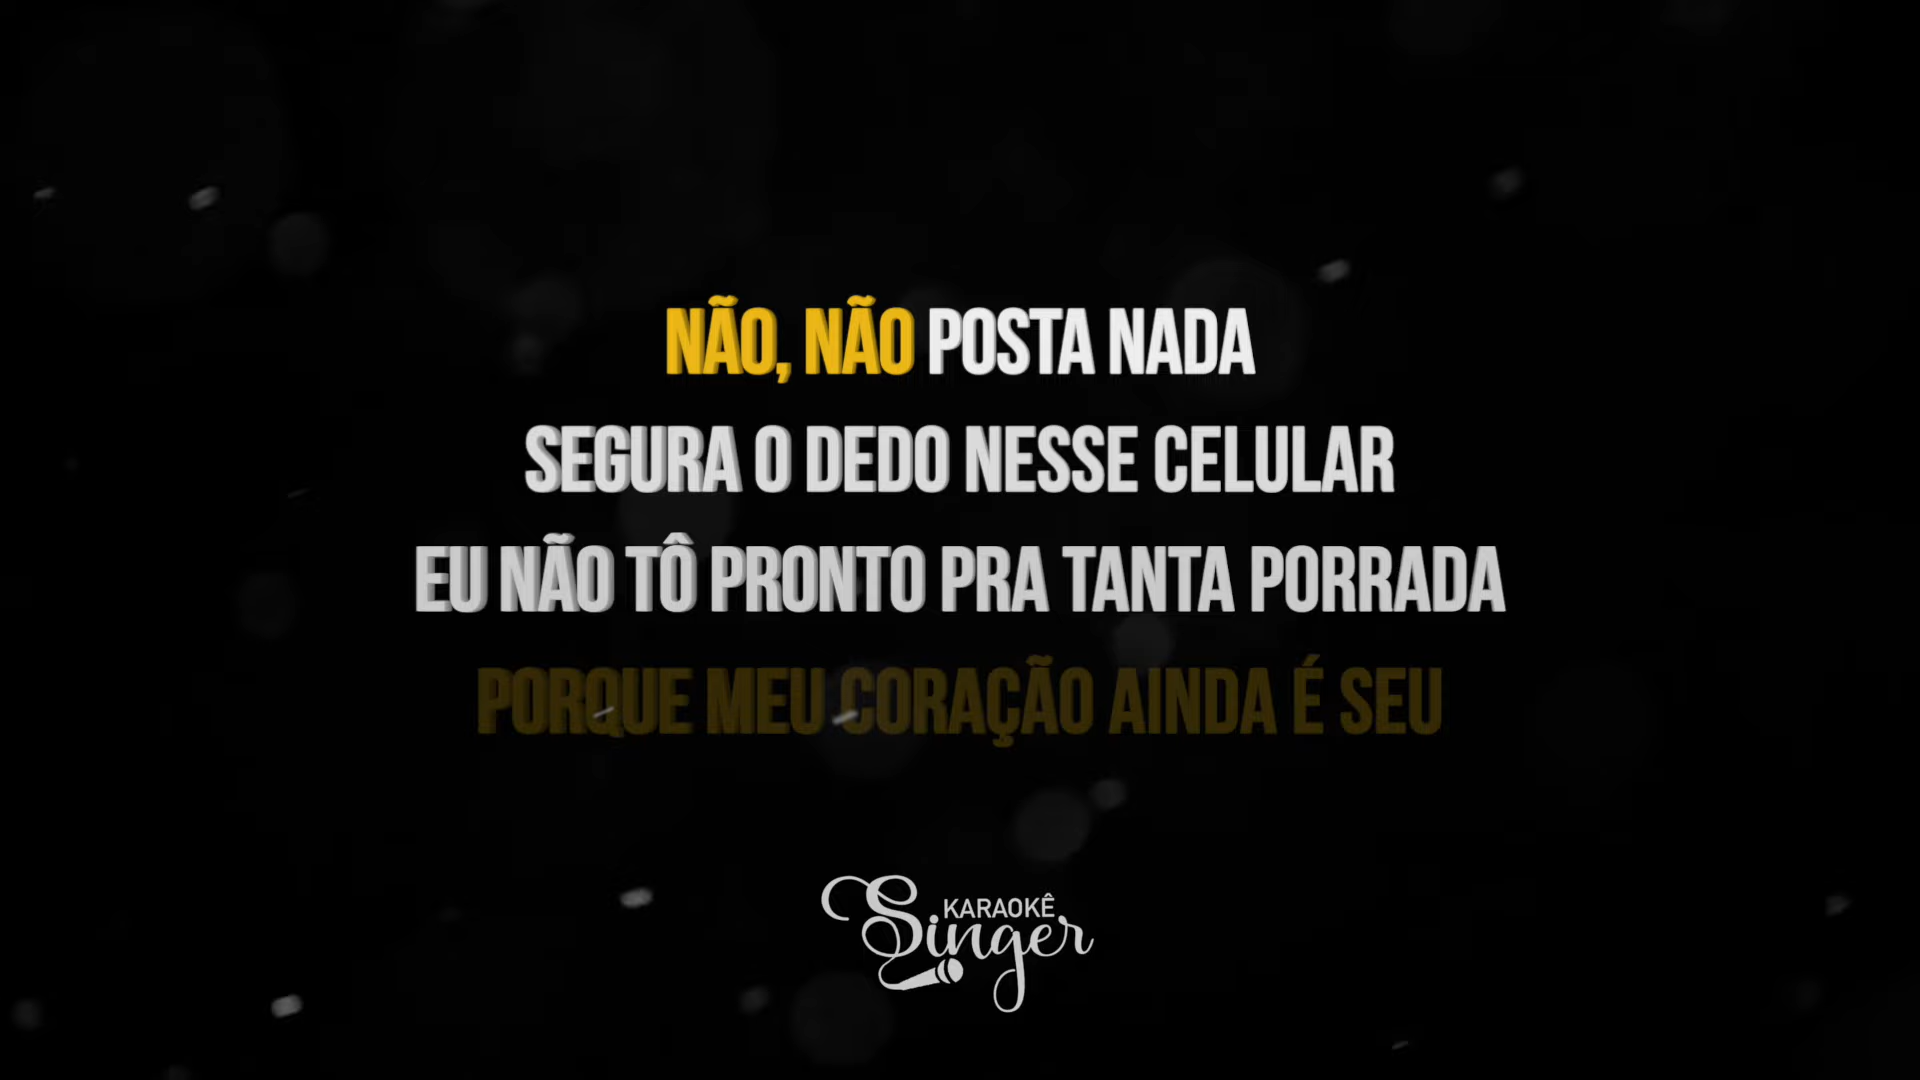 NÃO, NÃO POSTA NADA
SEGURA O DEDO NESSE CELULAR
EU NÃO TÔ PRONTO PRA TANTA PORRADA
PORQUE MEU CORAÇÃO AINDA É SEU
KARAOKÊ
Singer